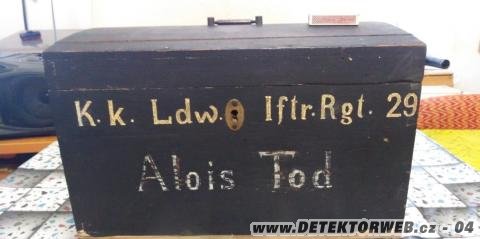 K.k. Ldw. Iftr. Rgt. 29
Alois Tod
www.DETEKTORWEB.cz - 04